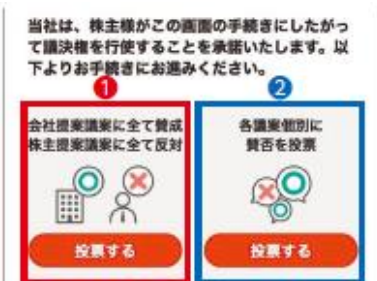 当社は、株主様がこの画面の手続きにしたがっ
て議決権を行使することを承諾いたします。以
下よりお手続きにお進みください。
1
2
会社提案議案に全て賛成
株主提案議案に全て反対
各議案個別に
賛否を投票
投票する
投票する